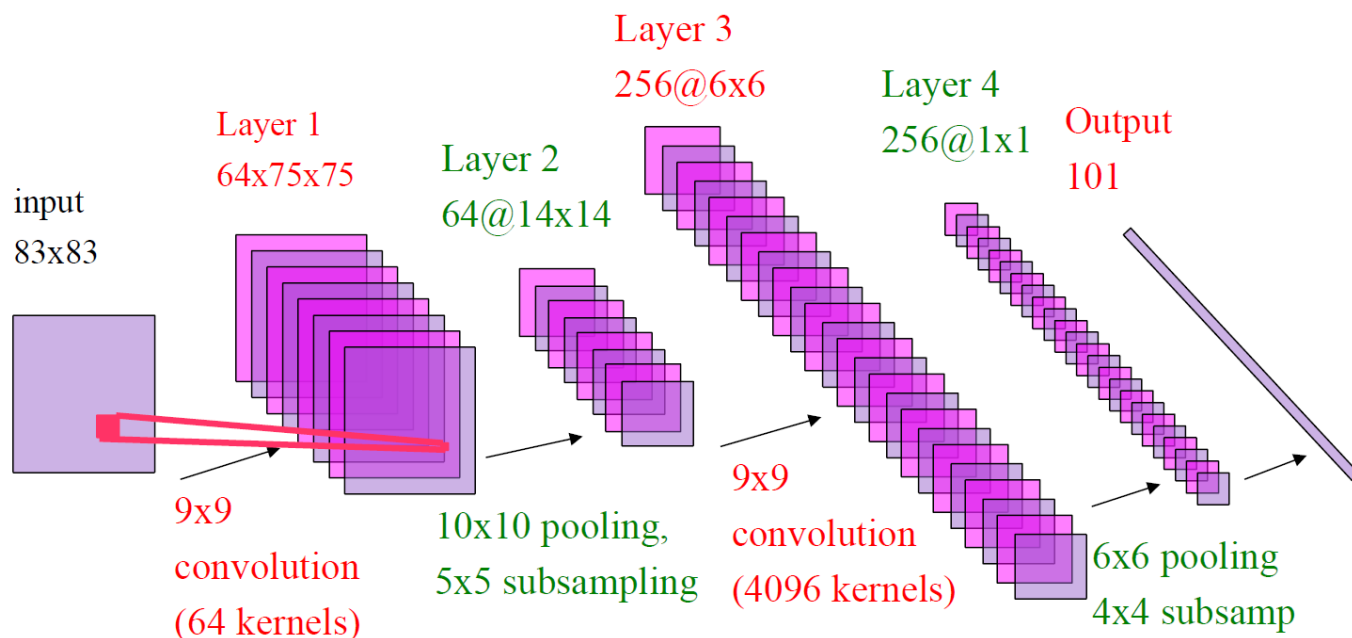 input
83x83
Layer 1
64x75x75
9x9
convolution
(64 kernels)
Layer 2
64@14x14
10x10 pooling,
5x5 subsampling
Layer 3
256@6x6
9x9
convolution
(4096 kernels)
Layer 4
256@1x1
6x6 pooling
4x4 subsamp
Output
101